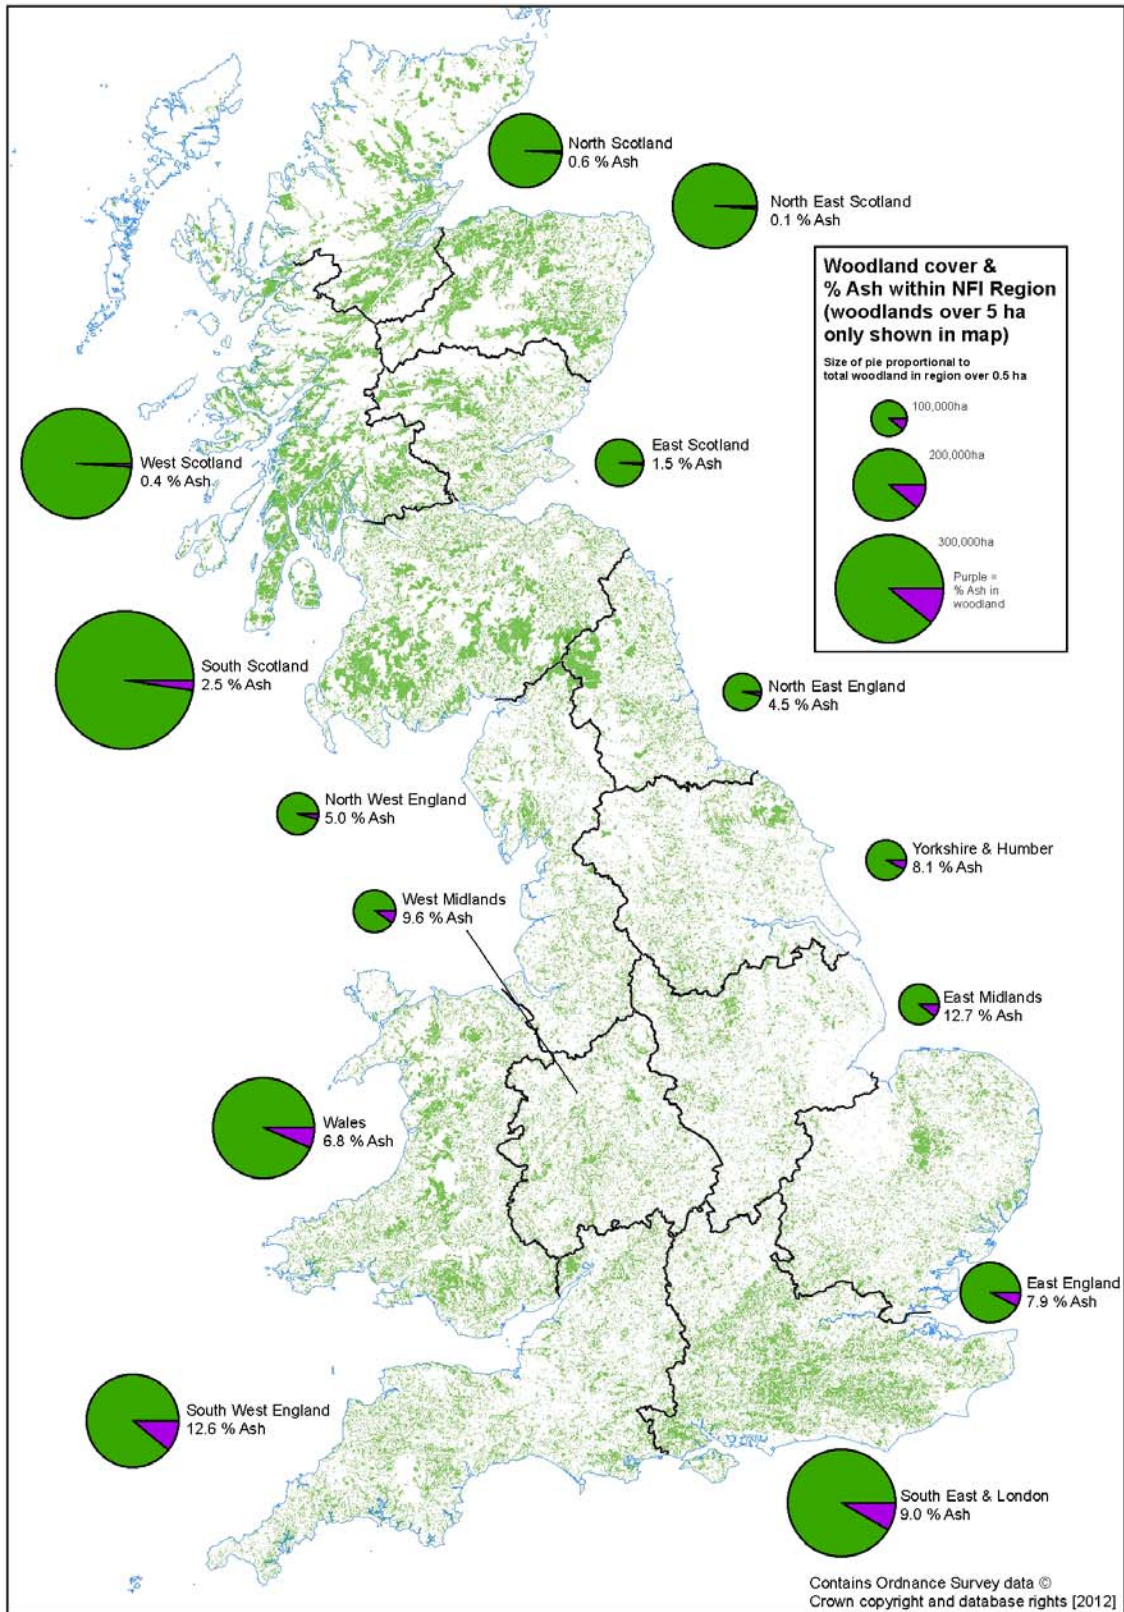 North Scotland
0.6 % Ash
North East Scotland
0.1 % Ash
Woodland cover &
% Ash within NFI Region
(woodlands over 5 ha
only shown in map)
Size of pie proportional to
total woodland in region over 0.5 ha
100,000ha
200,000ha
300,000ha
Purple =
% Ash in
woodland
West Scotland
0.4 % Ash
East Scotland
1.5 % Ash
South Scotland
2.5 % Ash
North East England
4.5 % Ash
North West England
5.0 % Ash
Yorkshire & Humber
8.1 % Ash
West Midlands
9.6 % Ash
East Midlands
12.7 % Ash
Wales
6.8 % Ash
East England
7.9 % Ash
South West England
12.6 % Ash
South East & London
9.0 % Ash
Contains Ordnance Survey data ©
Crown copyright and database rights [2012]